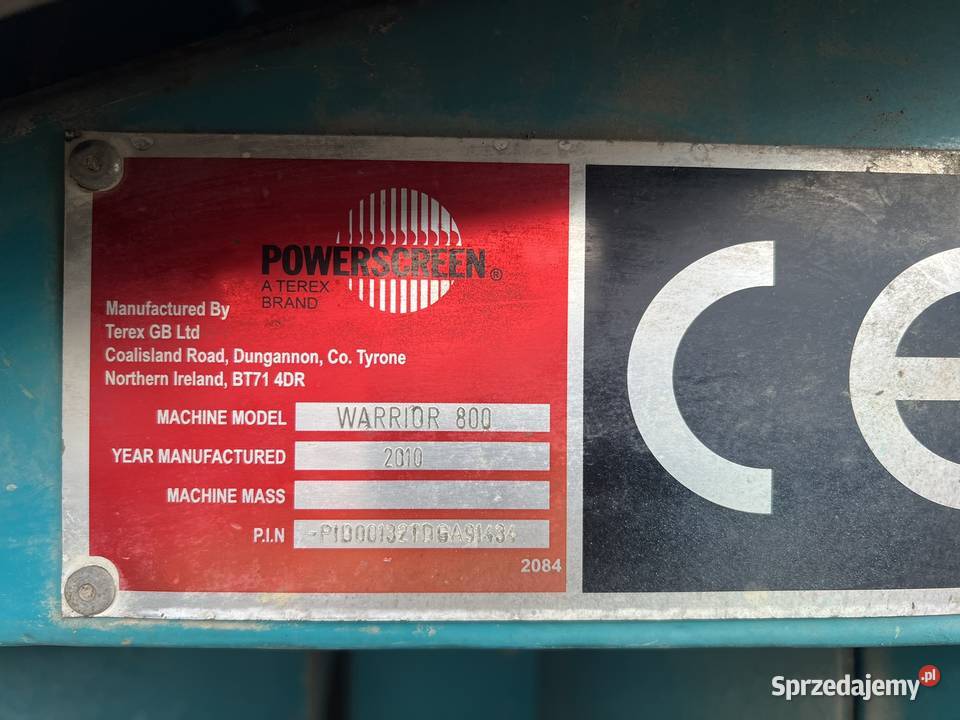 POWERSCREEN®
A TEREX
BRAND
Manufactured By
Terex GB Ltd
Coalisland Road, Dungannon, Co. Tyrone
Northern Ireland, BT71 4DR
MACHINE MODEL WARRIOR 800
YEAR MANUFACTURED 2010
MACHINE MASS
P.I.N
2084
CE
Sprzedajemy.pl